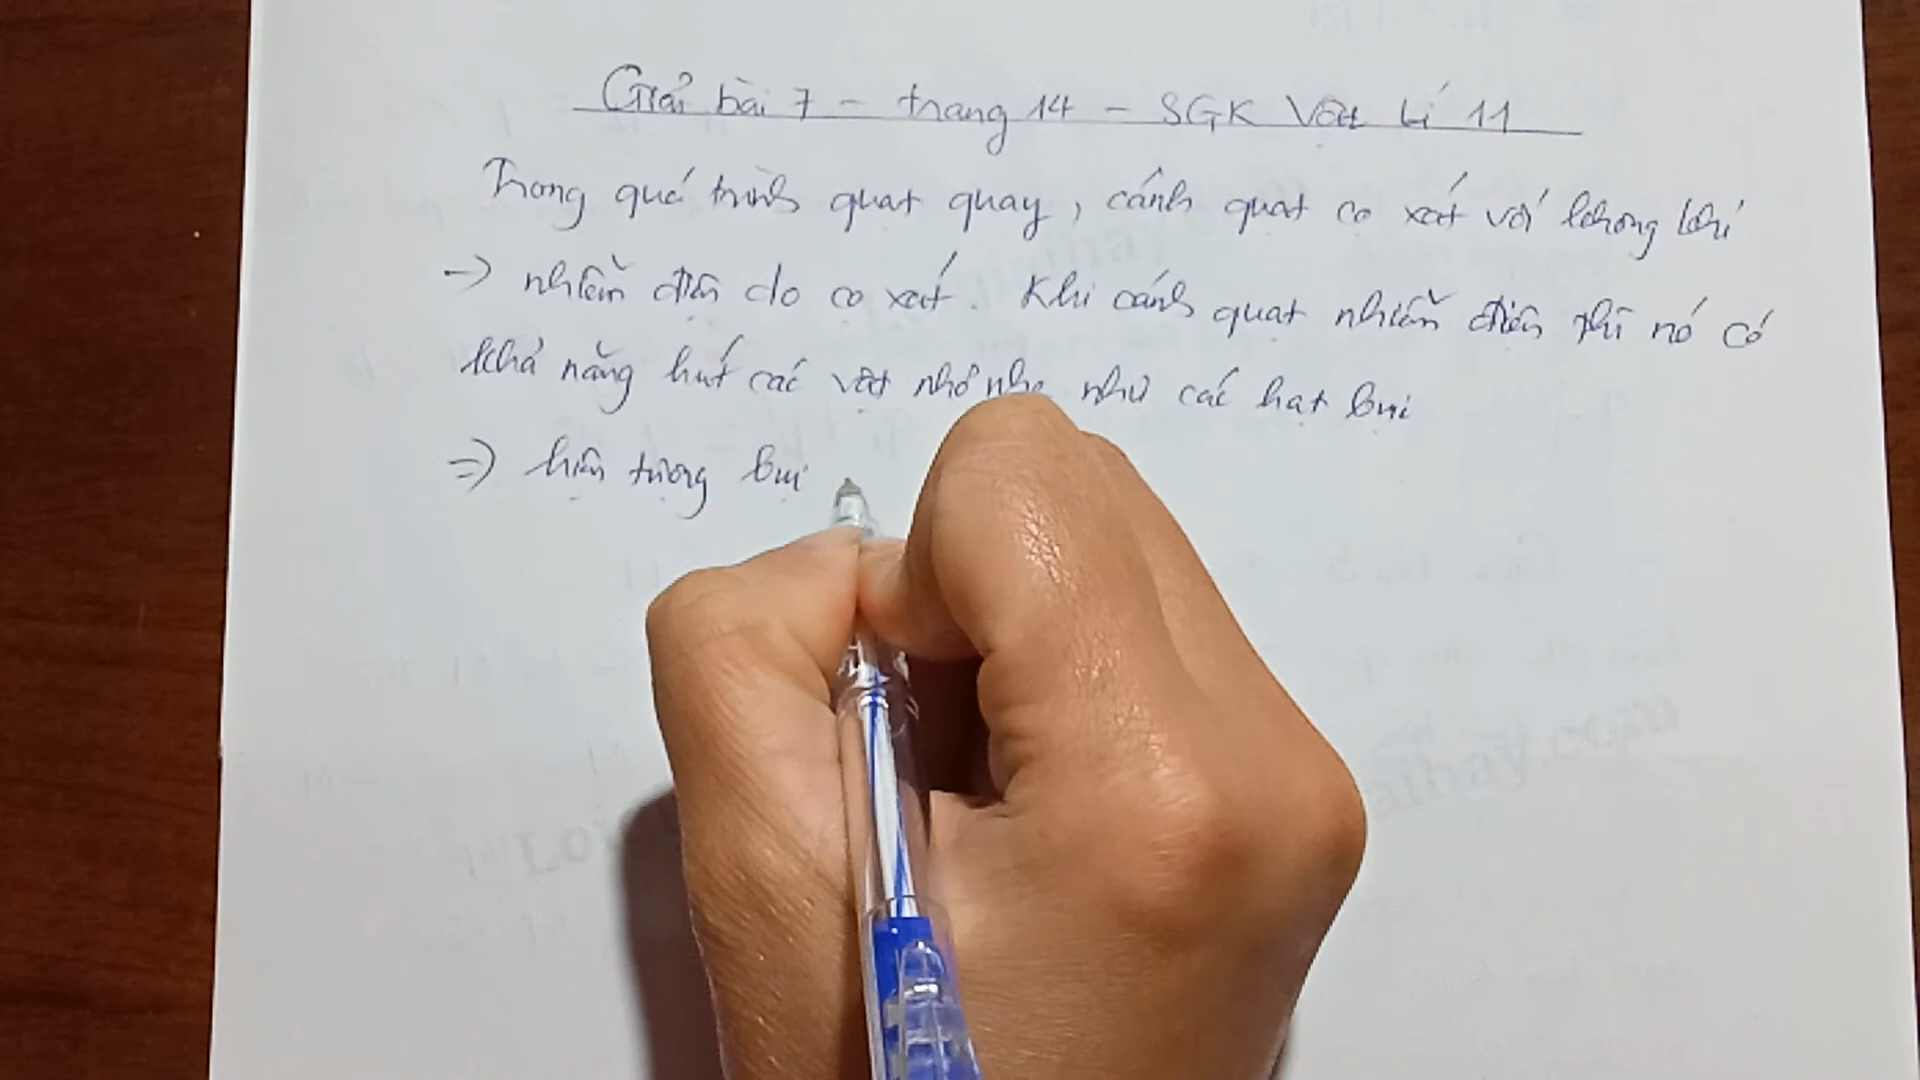 Giải bài 7 - trang 14 - SGK Vật Lí 11
Trong quá trình quạt quay, cánh quạt cọ xát với không khí
-> nhiễm điện do cọ xát. Khi cánh quạt nhiễm điện thì nó có
khả năng hút các vật nhỏ nhẹ như các hạt bụi
=> hiện tượng bụi